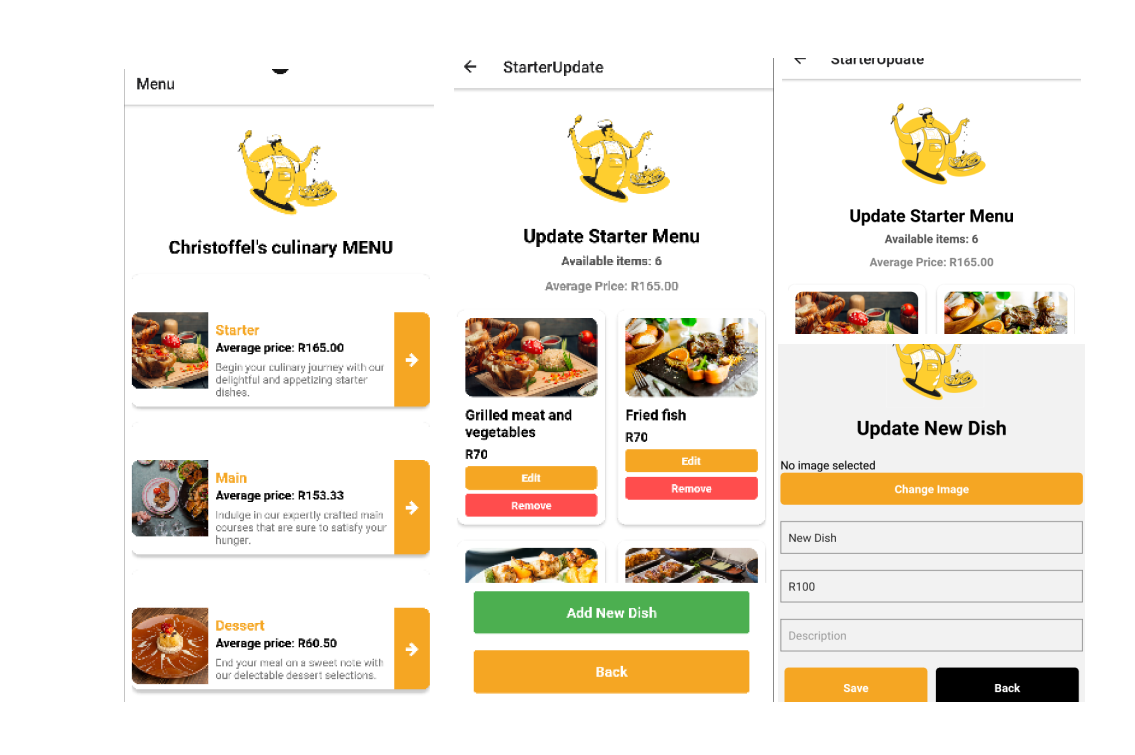 Menu
Christoffel's culinary MENU
Starter
Average price: R165.00
Begin your culinary journey with our
delightful and appetizing starter
dishes.
Main
Average price: R153.33
Indulge in our expertly crafted main
courses that are sure to satisfy your
hunger.
Dessert
Average price: R60.50
End your meal on a sweet note with
our delectable dessert selections.
StarterUpdate
Update Starter Menu
Available items: 6
Average Price: R165.00
Grilled meat and
vegetables
R70
Edit
Remove
Fried fish
R70
Edit
Remove
Add New Dish
Back
StarterUpdate
Update Starter Menu
Available items: 6
Average Price: R165.00
Update New Dish
No image selected
Change Image
New Dish
R100
Description
Save
Back